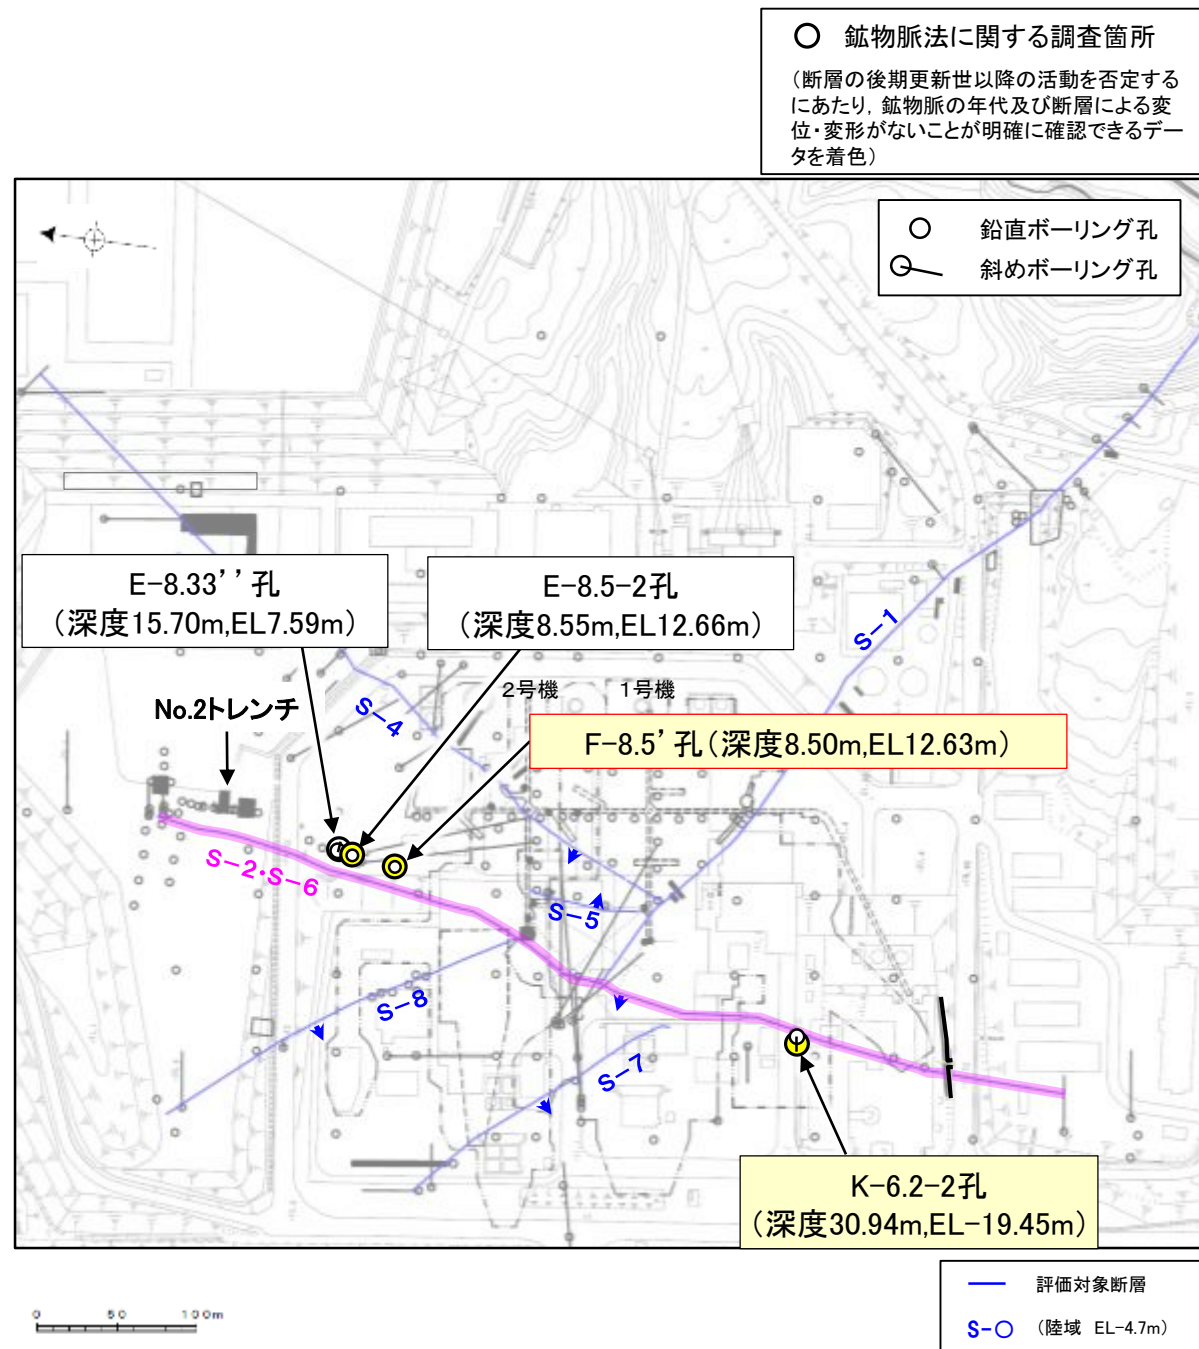 鉱物脈法に関する調査箇所
（断層の後期更新世以降の活動を否定する
にあたり，鉱物脈の年代及び断層による変
位・変形がないことが明確に確認できるデー
タを着色）
鉛直ボーリング孔
斜めボーリング孔
E-8.33’’孔
（深度15.70m,EL7.59m）
E-8.5-2孔
（深度8.55m,EL12.66m）
S-1
2号機
1号機
S-4
No.2トレンチ
F-8.5’孔（深度8.50m,EL12.63m）
S-2・S-6
S-5
S-8
S-7
K-6.2-2孔
（深度30.94m,EL-19.45m）
評価対象断層
S-○ （陸域 EL-4.7m）
0 50 100m